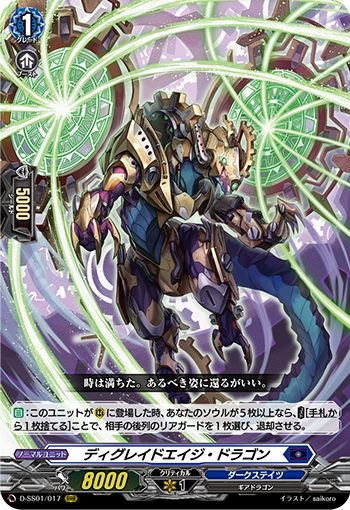 1
グレード
ブースト
5000
シールド
時は満ちた。あるべき姿に還るがいい。
自:このユニットがⓇに登場した時、あなたのソウルが5枚以上なら、【手札か
ら1枚捨てる】ことで、相手の後列のリアガードを1枚選び、退却させる。
ノーマルユニット
ディグレイドエイジ・ドラゴン
D-SS01/017 RRR
パワー 8000
クリティカル
1
ダークステイツ
ギアドラゴン
イラスト/saikoro